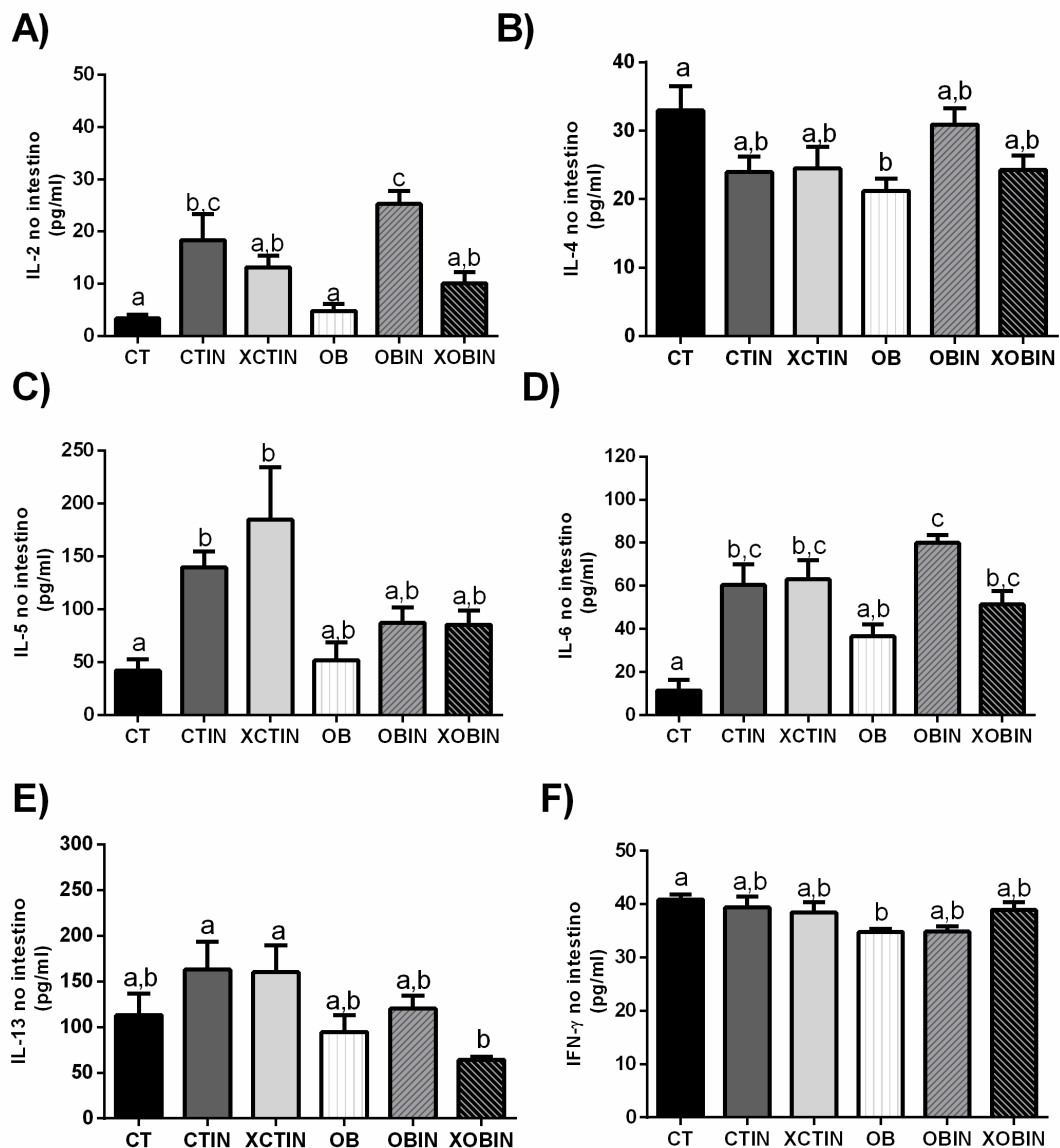 A)
IL-2 no intestino
(pg/ml)
50
40
30
20
10
0
a
b,c
a,b
a
c
a,b
CT CTIN XCTIN OB OBIN XOBIN
B)
IL-4 no intestino
(pg/ml)
40
30
20
10
0
a
a,b
a,b
b
a,b
a,b
CT CTIN XCTIN OB OBIN XOBIN
C)
IL-5 no intestino
(pg/ml)
250
200
150
100
50
0
a
b
b
a,b
a,b
a,b
CT CTIN XCTIN OB OBIN XOBIN
D)
IL-6 no intestino
(pg/ml)
120
100
80
60
40
20
0
a
b,c
b,c
a,b
c
b,c
CT CTIN XCTIN OB OBIN XOBIN
E)
IL-13 no intestino
(pg/ml)
300
250
200
150
100
50
0
a,b
a
a
a,b
a,b
b
CT CTIN XCTIN OB OBIN XOBIN
F)
IFN-γ no intestino
(pg/ml)
50
40
30
20
10
0
a
a,b
a,b
b
a,b
a,b
CT CTIN XCTIN OB OBIN XOBIN